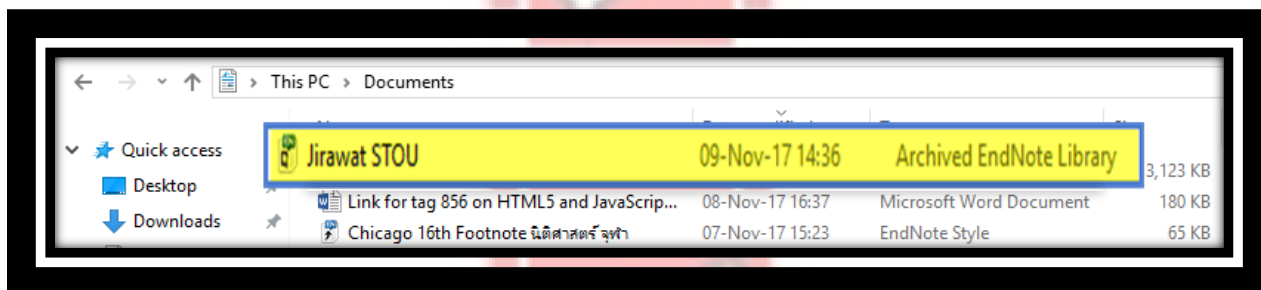 This PC > Documents
Quick access
Jirawat STOU 09-Nov-17 14:36 Archived EndNote Library 3,123 KB
Desktop
Link for tag 856 on HTML5 and JavaScrip... 08-Nov-17 16:37 Microsoft Word Document 180 KB
Downloads
Chicago 16th Footnote นิติศาสตร์ จุฬา 07-Nov-17 15:23 EndNote Style 65 KB